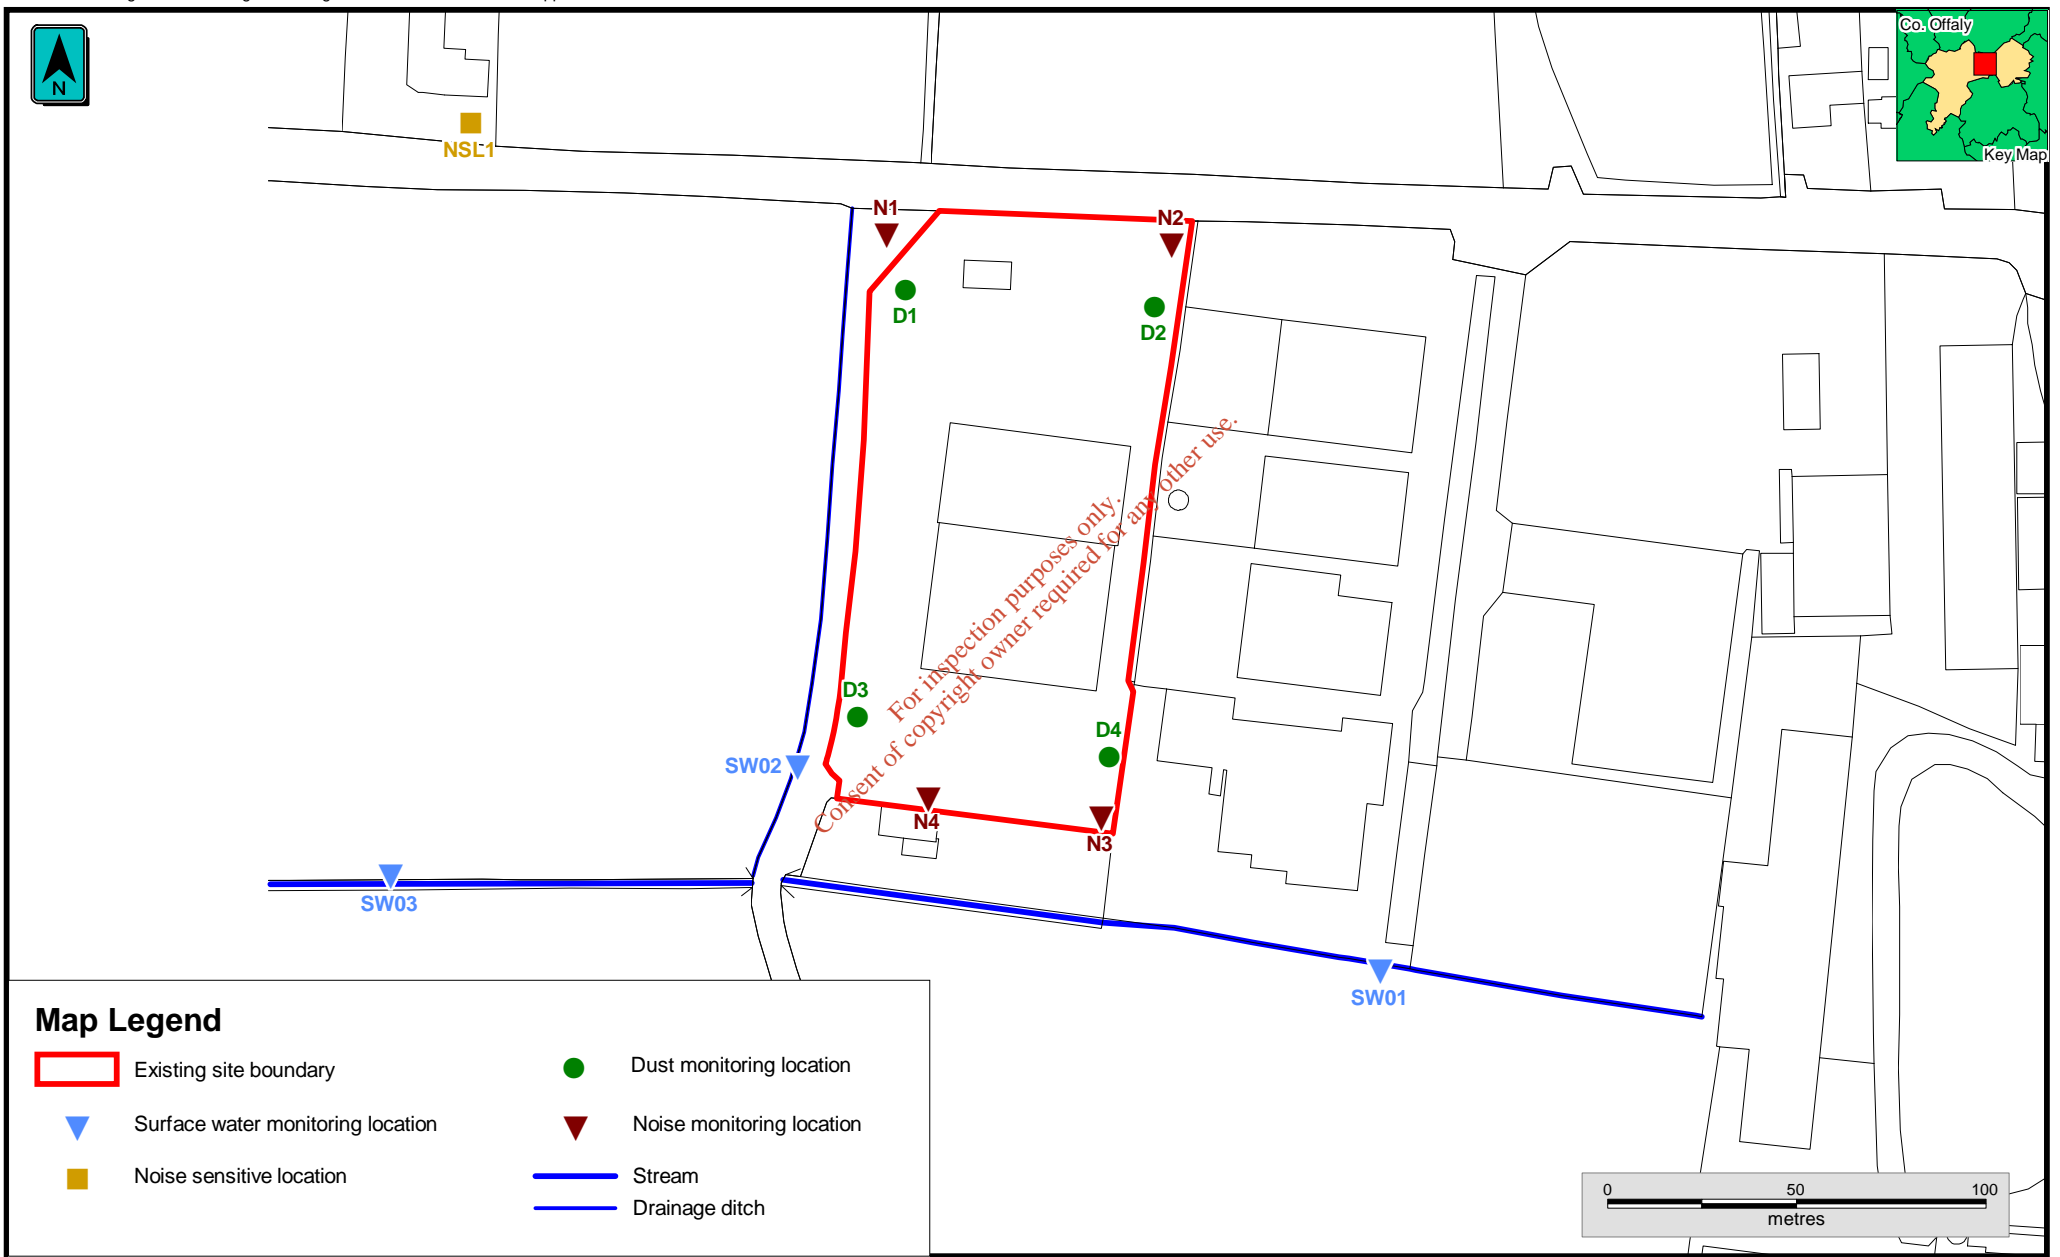 Co. Offaly
Key Map
N
NSL1
N1
N2
D1
D2
For inspection purposes only.
Consent of copyright owner required for any other use.
D3
D4
SW02
N4
N3
SW03
SW01
Map Legend
Existing site boundary
Dust monitoring location
Surface water monitoring location
Noise monitoring location
Noise sensitive location
Stream
Drainage ditch
0 50 100
metres